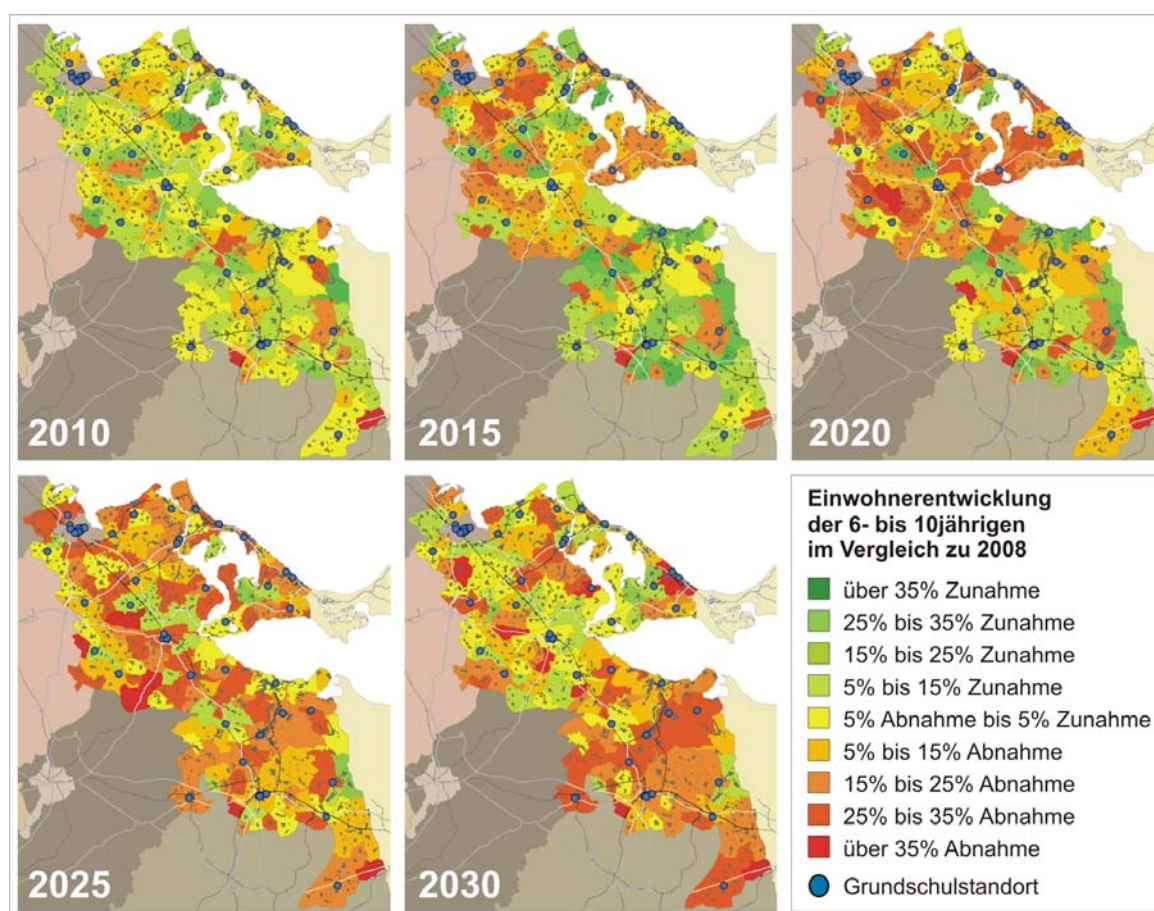 2010
2015
2020
2025
2030
Einwohnerentwicklung
der 6- bis 10jährigen
im Vergleich zu 2008
über 35% Zunahme
25% bis 35% Zunahme
15% bis 25% Zunahme
5% bis 15% Zunahme
5% Abnahme bis 5% Zunahme
5% bis 15% Abnahme
15% bis 25% Abnahme
25% bis 35% Abnahme
über 35% Abnahme
Grundschulstandort